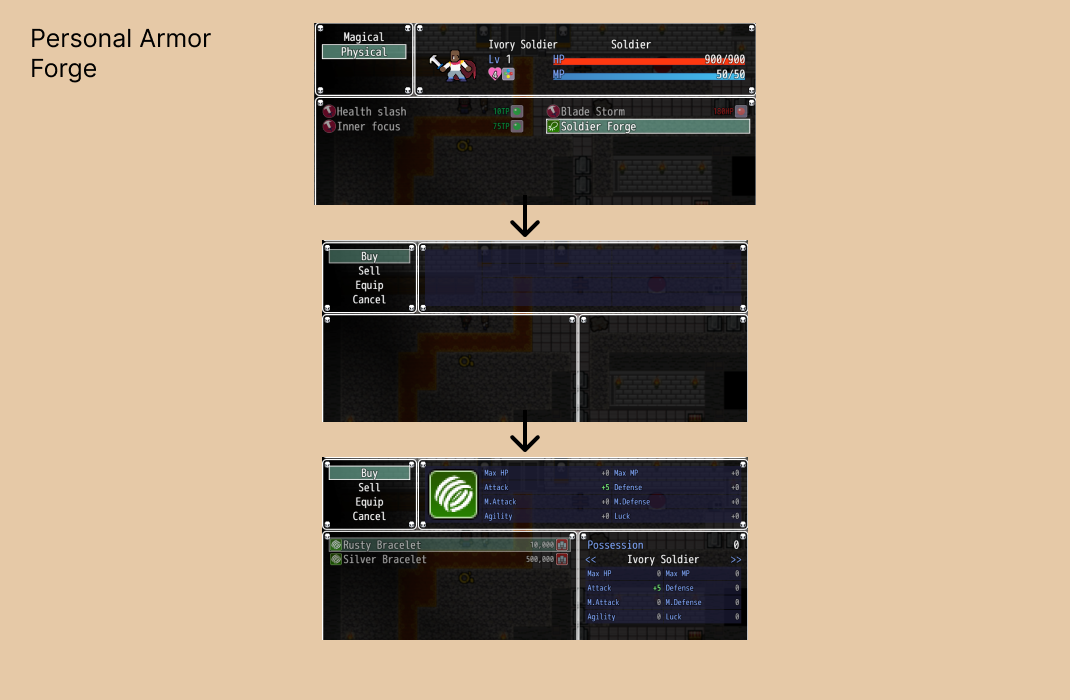 Personal Armor
Forge
Magical
Physical
Ivory Soldier Soldier
Lv 1 HP 900/900
4 MP 50/50
Health slash 10TP Blade Storm
Inner focus 75TP Soldier Forge
Buy
Sell
Equip
Cancel
Buy
Sell
Equip
Cancel
Max HP +0 Max MP +0
Attack +5 Defense +0
M.Attack +0 M.Defense +0
Agility +0 Luck +0
Rusty Bracelet 10,000
Silver Bracelet 500,000
Possession 0
<< Ivory Soldier >>
Max HP 0 Max MP 0
Attack +5 Defense 0
M.Attack 0 M.Defense 0
Agility 0 Luck 0